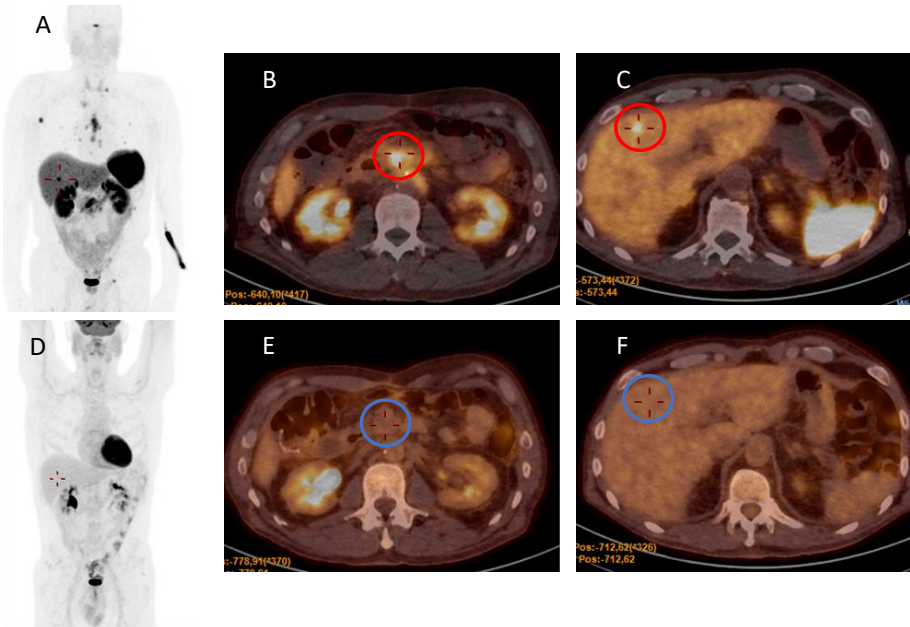 A
B
C
Pos:-640,10(*417)
-573,44(*372)
s:-573,44
D
E
F
:-778,91(*370)
Pos:-712,62(*326)
Pos:-712,62